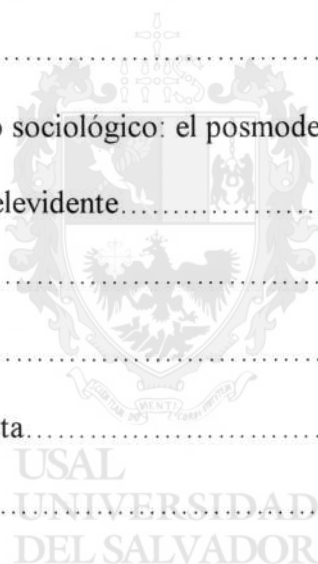 ........................................
sociológico: el posmode
elevidente..........................
........................................
........................................
ta......................................
USAL
UNIVERSIDAD
........................................
DEL SALVADOR